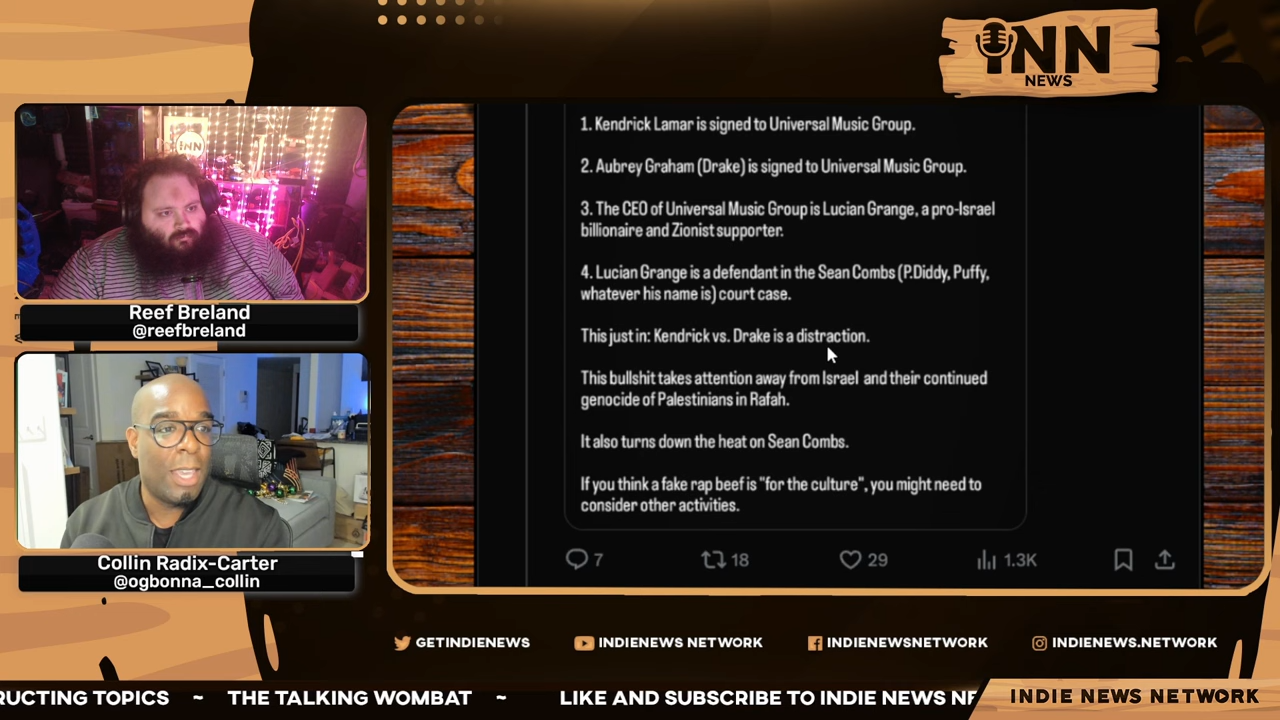 INN
NEWS
INN
Reef Breland
@reefbreland
Collin Radix-Carter
@ogbonna_collin
1. Kendrick Lamar is signed to Universal Music Group.
2. Aubrey Graham (Drake) is signed to Universal Music Group.
3. The CEO of Universal Music Group is Lucian Grange, a pro-Israel
billionaire and Zionist supporter.
4. Lucian Grange is a defendant in the Sean Combs (P.Diddy, Puffy,
whatever his name is) court case.
This just in: Kendrick vs. Drake is a distraction.
This bullshit takes attention away from Israel and their continued
genocide of Palestinians in Rafah.
It also turns down the heat on Sean Combs.
If you think a fake rap beef is "for the culture", you might need to
consider other activities.
7 18 29 1.3K
GETINDIENEWS INDIENEWS NETWORK INDIENEWSNETWORK INDIENEWS.NETWORK
RUCTING TOPICS ~ THE TALKING WOMBAT ~ LIKE AND SUBSCRIBE TO INDIE NEWS NE
INDIE NEWS NETWORK